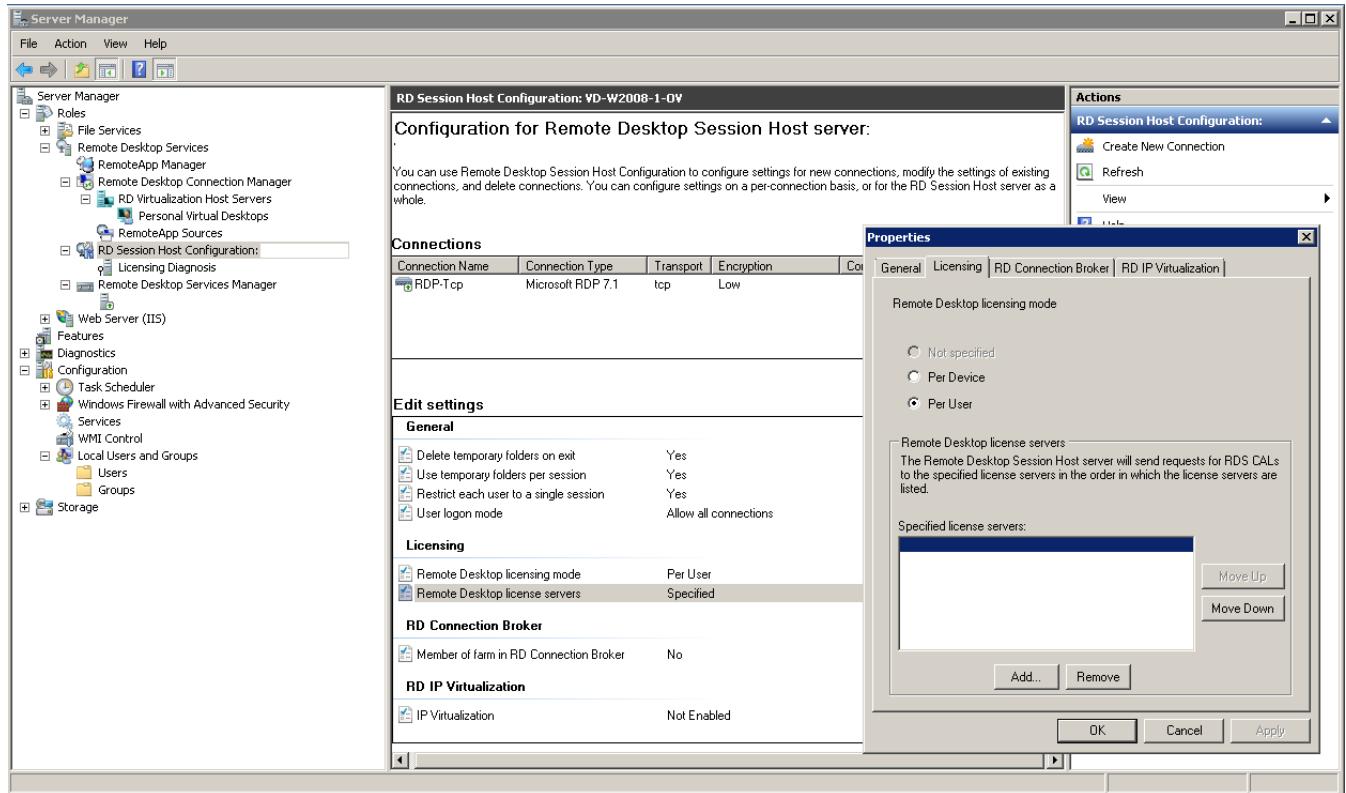 Server Manager
File Action View Help
Server Manager
Roles
File Services
Remote Desktop Services
RemoteApp Manager
Remote Desktop Connection Manager
RD Virtualization Host Servers
Personal Virtual Desktops
RemoteApp Sources
RD Session Host Configuration:
Licensing Diagnosis
Remote Desktop Services Manager
Web Server (IIS)
Features
Diagnostics
Configuration
Task Scheduler
Windows Firewall with Advanced Security
Services
WMI Control
Local Users and Groups
Users
Groups
Storage
RD Session Host Configuration: VD-W2008-1-OV
Configuration for Remote Desktop Session Host server:
You can use Remote Desktop Session Host Configuration to configure settings for new connections, modify the settings of existing
connections, and delete connections. You can configure settings on a per-connection basis, or for the RD Session Host server as a
whole.
Connections
Connection Name Connection Type Transport Encryption
RDP-Tcp Microsoft RDP 7.1 tcp Low
Edit settings
General
Delete temporary folders on exit Yes
Use temporary folders per session Yes
Restrict each user to a single session Yes
User logon mode Allow all connections
Licensing
Remote Desktop licensing mode Per User
Remote Desktop license servers Specified
RD Connection Broker
Member of farm in RD Connection Broker No
RD IP Virtualization
IP Virtualization Not Enabled
Actions
RD Session Host Configuration:
Create New Connection
Refresh
View
Properties
General Licensing RD Connection Broker RD IP Virtualization
Remote Desktop licensing mode
Not specified
Per Device
Per User
Remote Desktop license servers
The Remote Desktop Session Host server will send requests for RDS CALs
to the specified license servers in the order in which the license servers are
listed.
Specified license servers:
Move Up
Move Down
Add... Remove
OK Cancel Apply